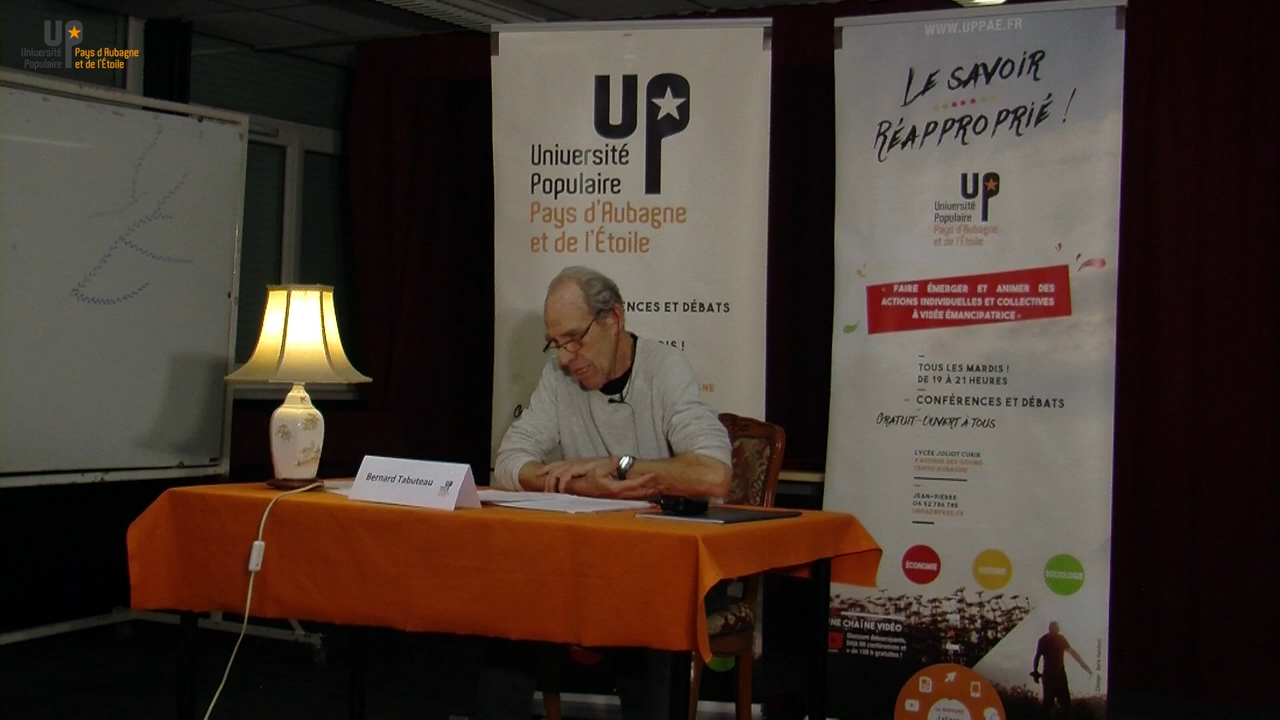 UP
Université
Populaire
Pays d'Aubagne
et de l'Étoile
UP
Université
Populaire
Pays d'Aubagne
et de l'Étoile
ENCES ET DÉBATS
IS !
GNE
Bernard Tabuteau
WWW.UPPAE.FR
LE SAVOIR
RÉAPPROPRIÉ !
UP
Université
Populaire
Pays d'Aubagne
et de l'Étoile
« FAIRE ÉMERGER ET ANIMER DES
ACTIONS INDIVIDUELLES ET COLLECTIVES
À VISÉE ÉMANCIPATRICE »
TOUS LES MARDIS !
DE 19 À 21 HEURES
CONFÉRENCES ET DÉBATS
GRATUIT-OUVERT À TOUS
LYCÉE JOLIOT CURIE
JEAN-PIERRE
ÉCONOMIE
HISTOIRE
SOCIOLOGIE
UNE CHAÎNE VIDÉO